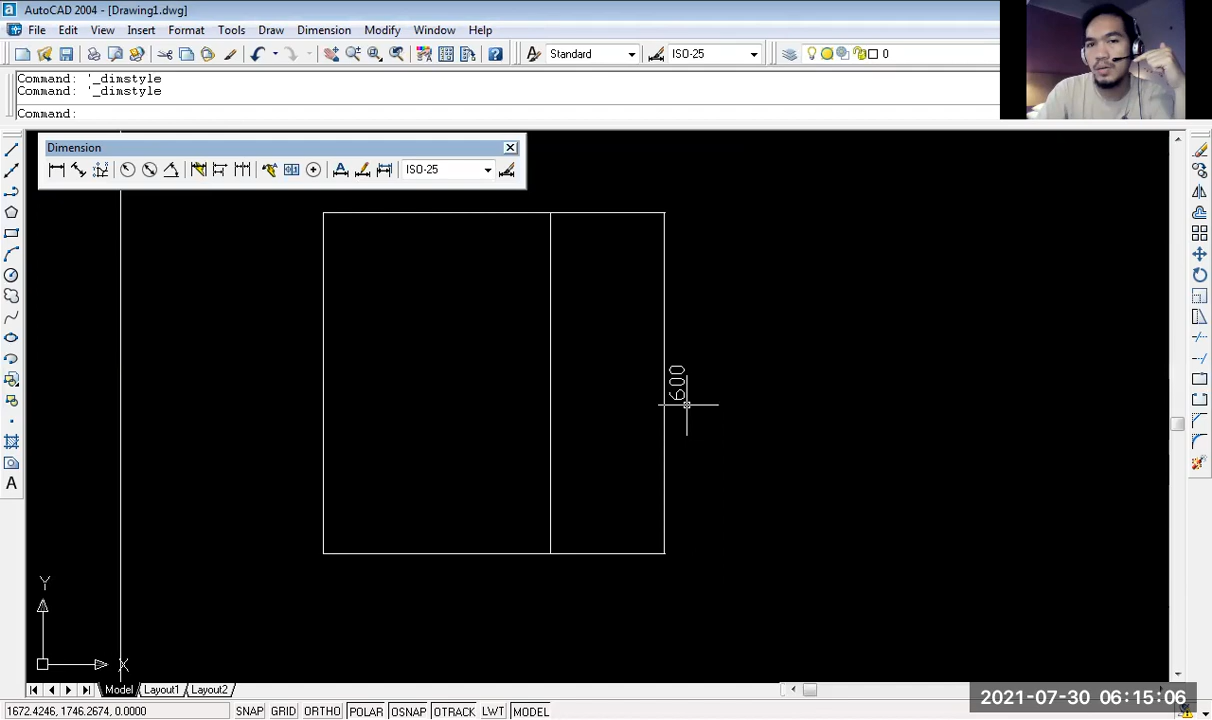 AutoCAD 2004 - [Drawing1.dwg]
File Edit View Insert Format Tools Draw Dimension Modify Window Help
Standard ISO-25 0
Command: '_dimstyle
Command: '_dimstyle
Command:
Dimension
ISO-25
600
Y
X
Model Layout1 Layout2
1672.4246, 1746.2674, 0.0000 SNAP GRID ORTHO POLAR OSNAP OTRACK LWT MODEL
2021-07-30 06:15:06